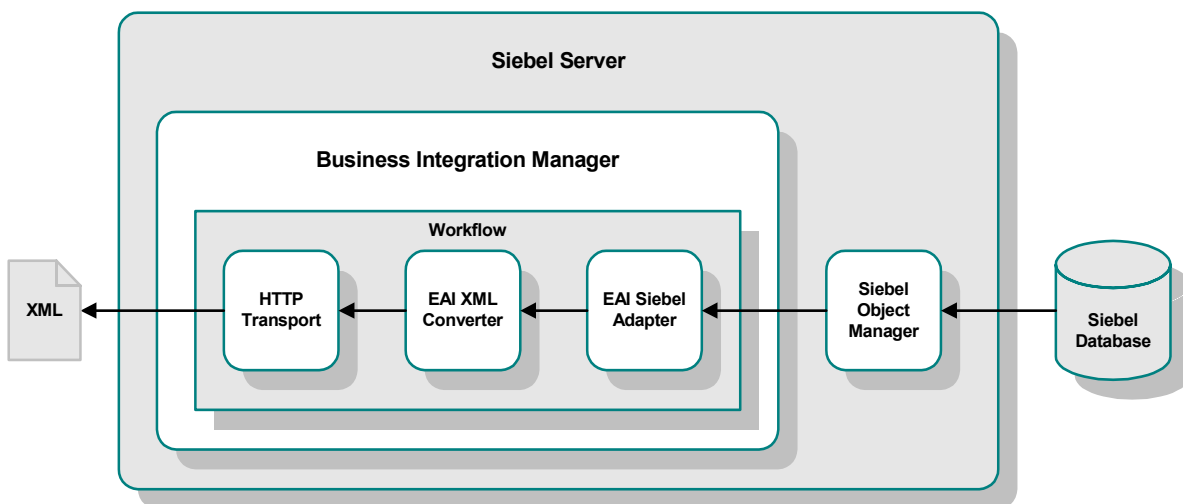 Siebel Server
Business Integration Manager
Workflow
XML
HTTP
Transport
EAI XML
Converter
EAI Siebel
Adapter
Siebel
Object
Manager
Siebel
Database